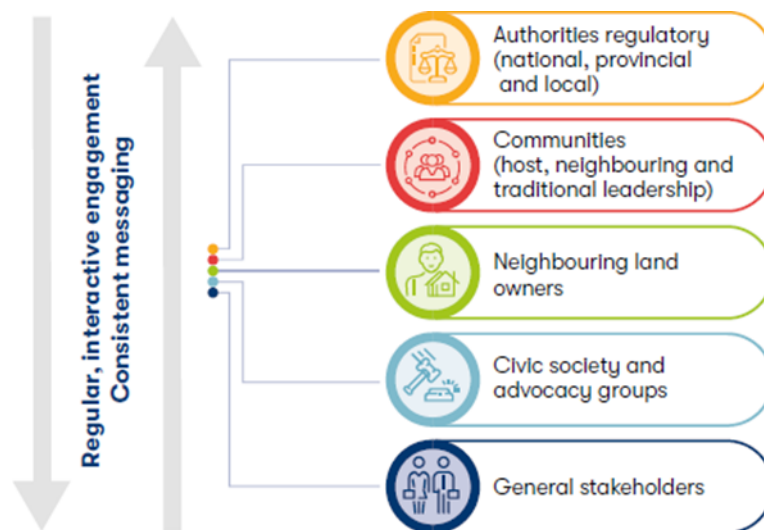 Regular, interactive engagement
Consistent messaging
Authorities regulatory
(national, provincial
and local)
Communities
(host, neighbouring and
traditional leadership)
Neighbouring land
owners
Civic society and
advocacy groups
General stakeholders